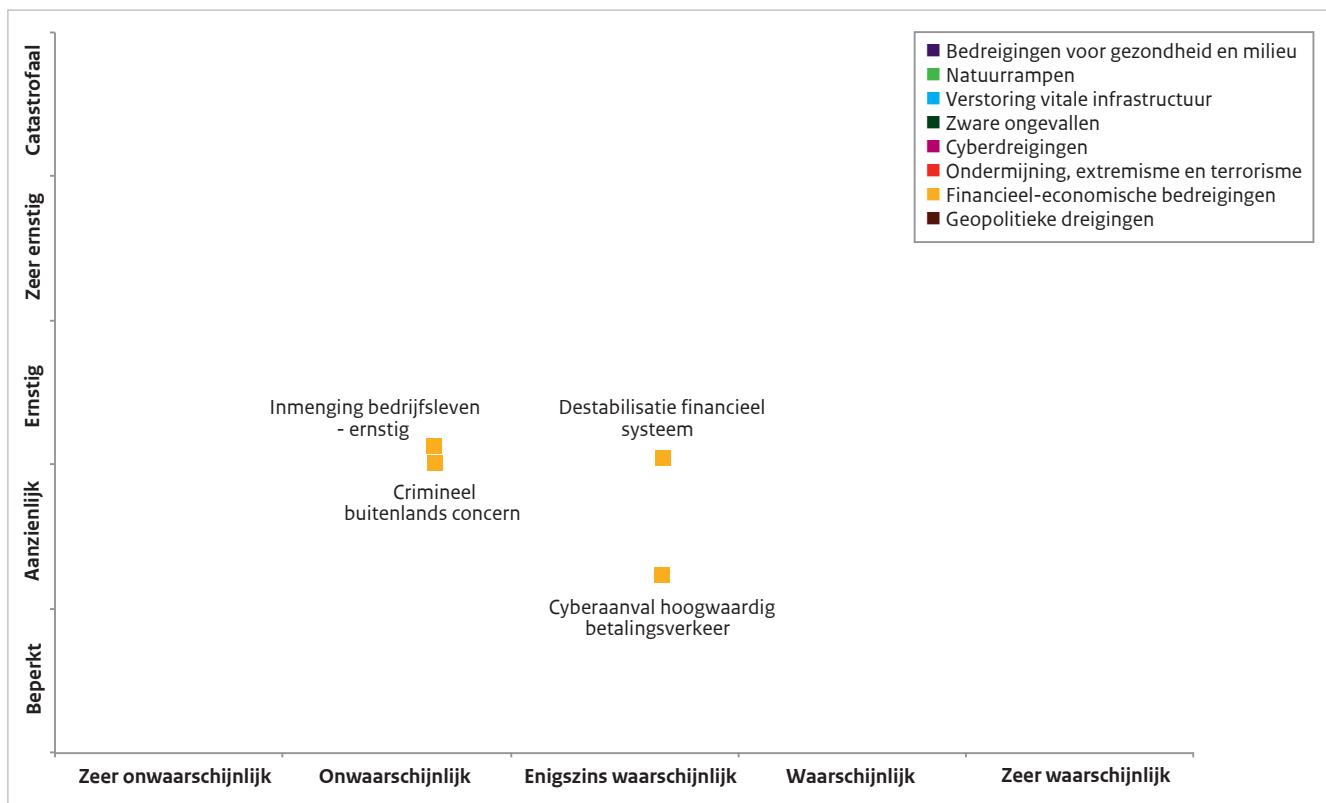 Catastrofaal
Zeer ernstig
Ernstig
Aanzienlijk
Beperkt
Bedreigingen voor gezondheid en milieu
Natuurrampen
Verstoring vitale infrastructuur
Zware ongevallen
Cyberdreigingen
Ondermijning, extremisme en terrorisme
Financieel-economische bedreigingen
Geopolitieke dreigingen
Inmenging bedrijfsleven
- ernstig
Destabilisatie financieel
systeem
Crimineel
buitenlands concern
Cyberaanval hoogwaardig
betalingsverkeer
Zeer onwaarschijnlijk
Onwaarschijnlijk
Enigszins waarschijnlijk
Waarschijnlijk
Zeer waarschijnlijk